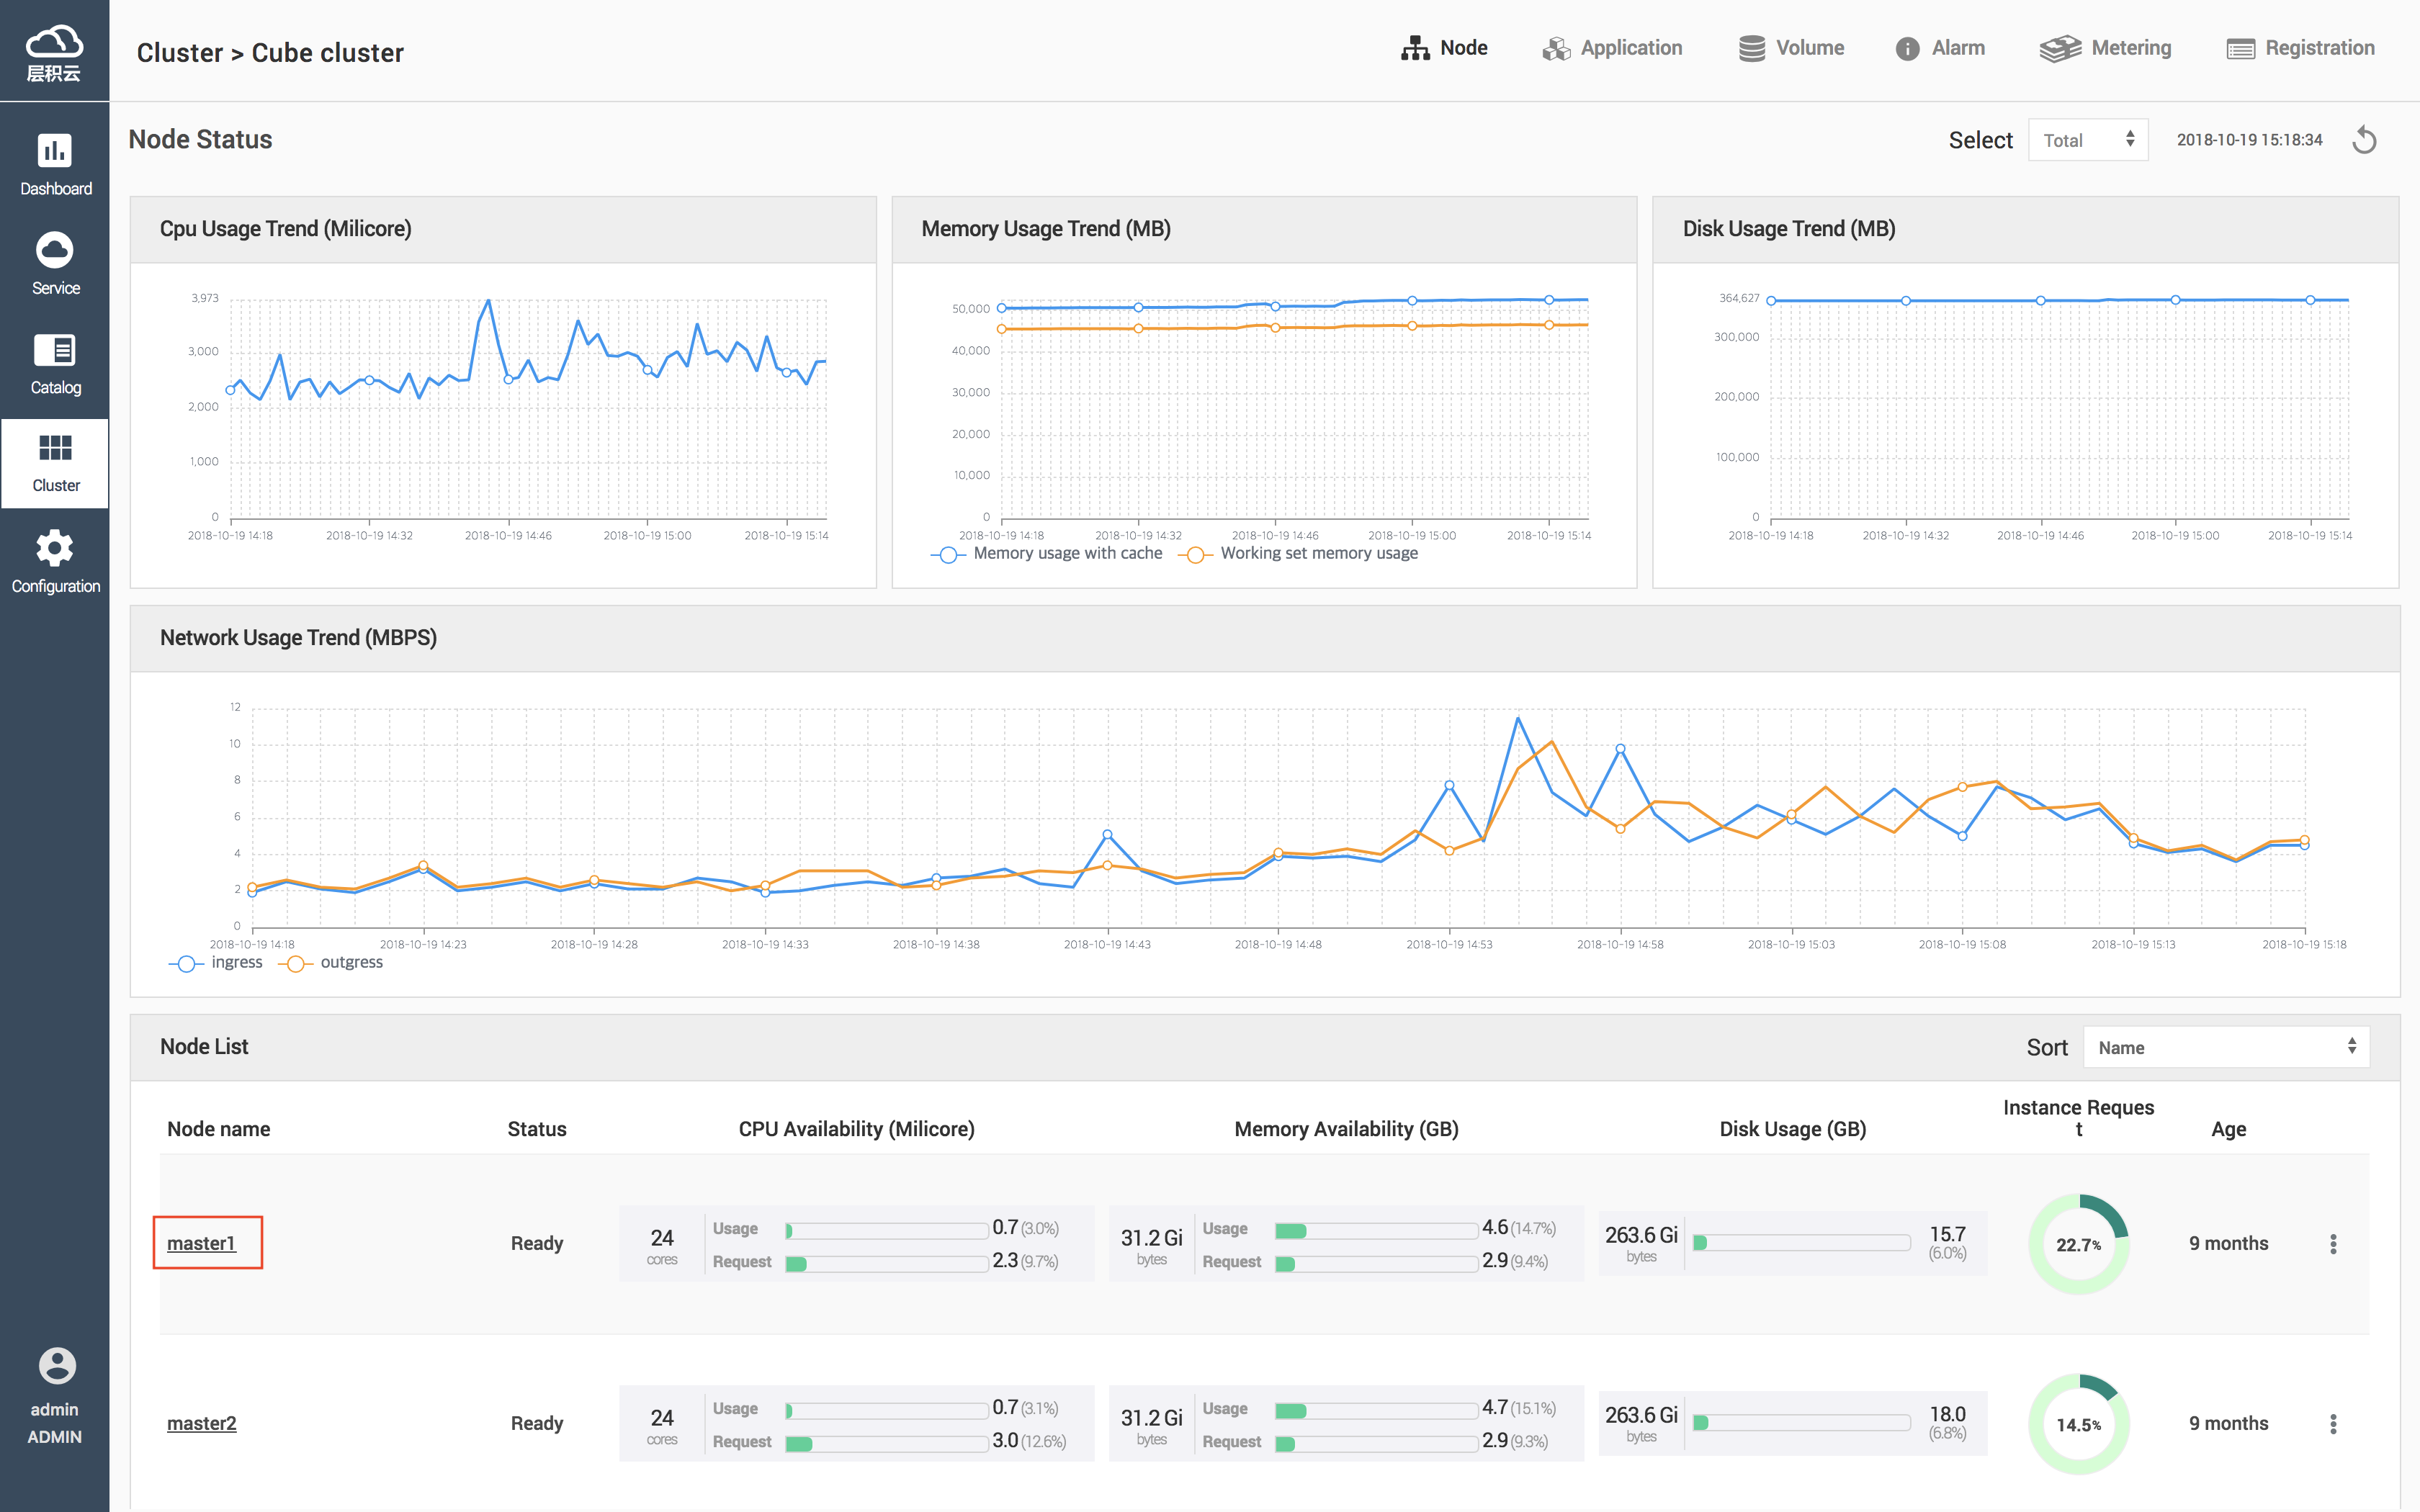 层积云
Cluster > Cube cluster
Node
Application
Volume
Alarm
Metering
Registration
Dashboard
Service
Catalog
Cluster
Configuration
admin
ADMIN
Node Status
Select
Total
2018-10-19 15:18:34
Cpu Usage Trend (Milicore)
3,973
3,000
2,000
1,000
0
2018-10-19 14:18
2018-10-19 14:32
2018-10-19 14:46
2018-10-19 15:00
2018-10-19 15:14
Memory Usage Trend (MB)
50,000
40,000
30,000
20,000
10,000
0
2018-10-19 14:18
2018-10-19 14:32
2018-10-19 14:46
2018-10-19 15:00
2018-10-19 15:14
Memory usage with cache
Working set memory usage
Disk Usage Trend (MB)
364,627
300,000
200,000
100,000
0
2018-10-19 14:18
2018-10-19 14:32
2018-10-19 14:46
2018-10-19 15:00
2018-10-19 15:14
Network Usage Trend (MBPS)
12
10
8
6
4
2
0
2018-10-19 14:18
2018-10-19 14:23
2018-10-19 14:28
2018-10-19 14:33
2018-10-19 14:38
2018-10-19 14:43
2018-10-19 14:48
2018-10-19 14:53
2018-10-19 14:58
2018-10-19 15:03
2018-10-19 15:08
2018-10-19 15:13
2018-10-19 15:18
ingress
outgress
Node List
Sort
Name
Node name
Status
CPU Availability (Milicore)
Memory Availability (GB)
Disk Usage (GB)
Instance Reques
t
Age
master1
Ready
24
cores
Usage
0.7 (3.0%)
Request
2.3 (9.7%)
31.2 Gi
bytes
Usage
4.6 (14.7%)
Request
2.9 (9.4%)
263.6 Gi
bytes
15.7
(6.0%)
22.7%
9 months
master2
Ready
24
cores
Usage
0.7 (3.1%)
Request
3.0 (12.6%)
31.2 Gi
bytes
Usage
4.7 (15.1%)
Request
2.9 (9.3%)
263.6 Gi
bytes
18.0
(6.8%)
14.5%
9 months